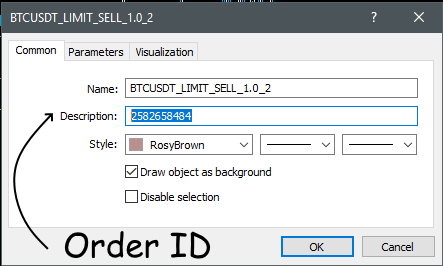 BTCUSDT_LIMIT_SELL_1.0_2
?
Common
Parameters
Visualization
Name: BTCUSDT_LIMIT_SELL_1.0_2
Description: 2582658484
Style: RosyBrown
Draw object as background
Disable selection
Order ID
OK
Cancel